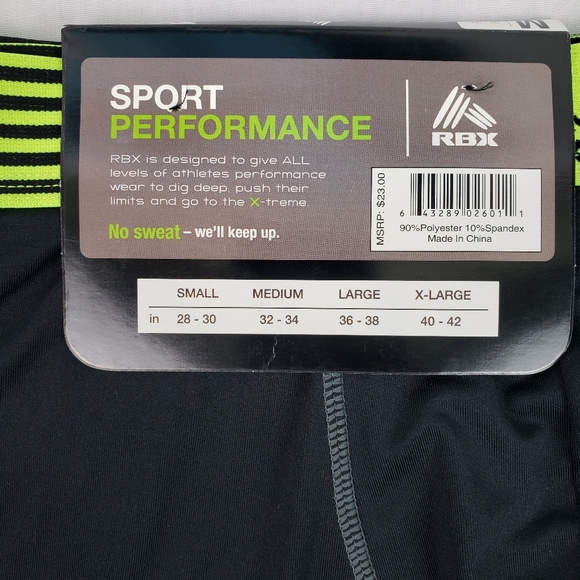 M
SPORT
PERFORMANCE
RBX is designed to give ALL
levels of athletes performance
wear to dig deep, push their
limits and go to the X-treme.
No sweat – we'll keep up.
RBX
MSRP: $23.00
6 43289 02601 1
90%Polyester 10%Spandex
Made In China
SMALL MEDIUM LARGE X-LARGE
in 28 - 30 32 - 34 36 - 38 40 - 42